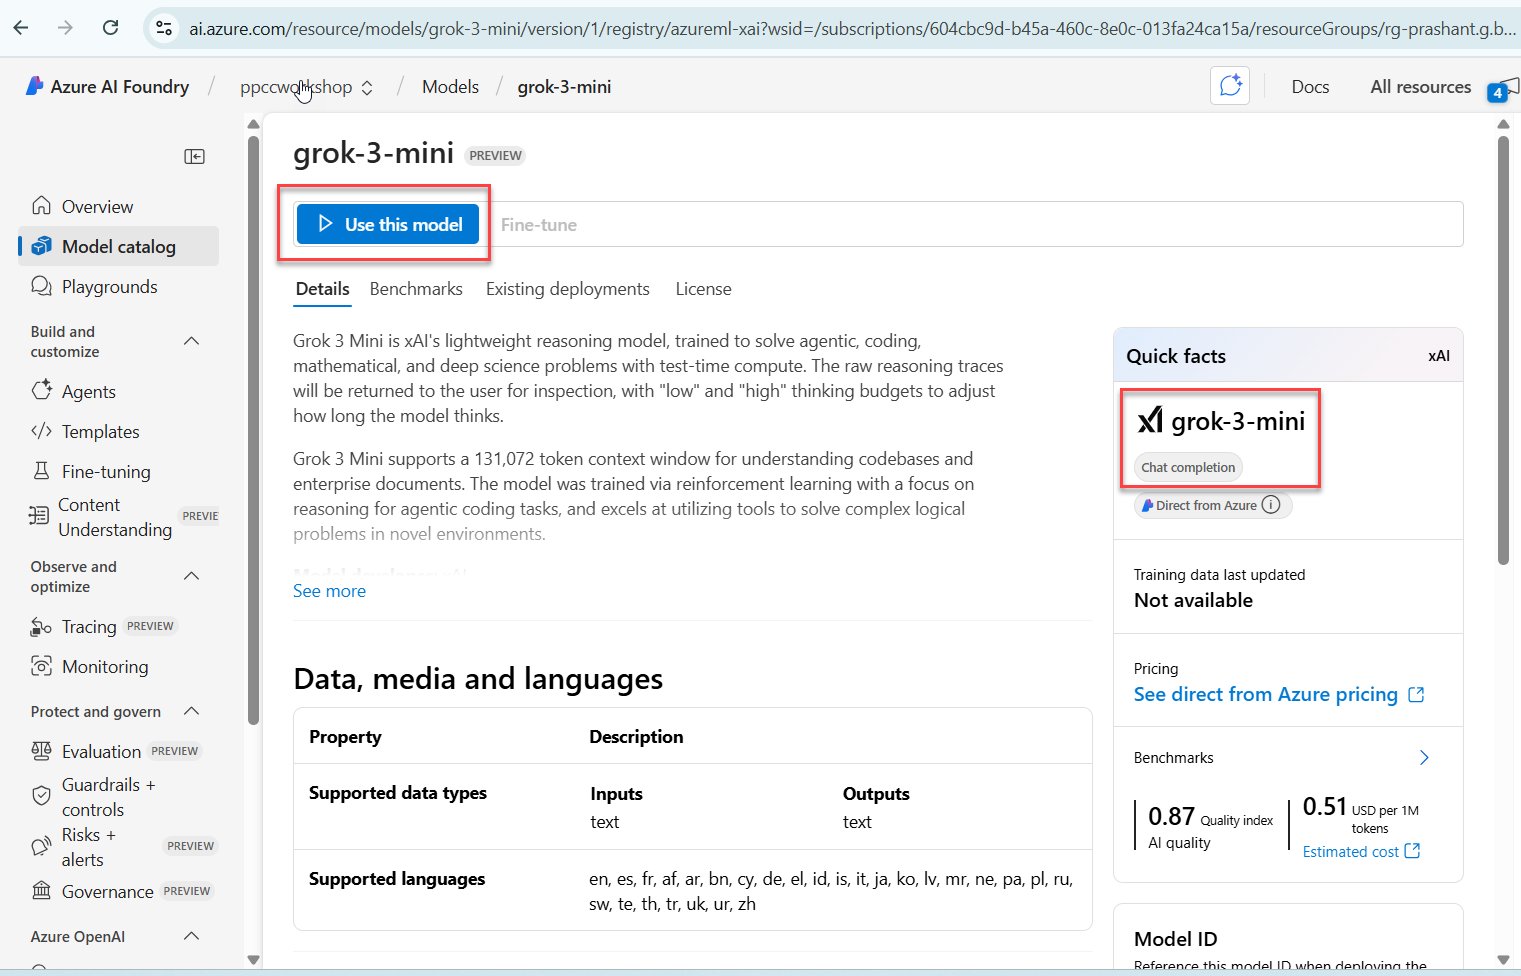 ai.azure.com/resource/models/grok-3-mini/version/1/registry/azureml-xai?wsid=/subscriptions/604cbc9d-b45a-460c-8e0c-013fa24ca15a/resourceGroups/rg-prashant.g.b...
Azure AI Foundry / ppccworkshop / Models / grok-3-mini
Docs
All resources
4
Overview
Model catalog
Playgrounds
Build and
customize
Agents
Templates
Fine-tuning
Content
Understanding PREVIE
Observe and
optimize
Tracing PREVIEW
Monitoring
Protect and govern
Evaluation PREVIEW
Guardrails +
controls
Risks +
alerts PREVIEW
Governance PREVIEW
Azure OpenAI
grok-3-mini PREVIEW
Use this model
Fine-tune
Details Benchmarks Existing deployments License
Grok 3 Mini is xAI's lightweight reasoning model, trained to solve agentic, coding,
mathematical, and deep science problems with test-time compute. The raw reasoning traces
will be returned to the user for inspection, with "low" and "high" thinking budgets to adjust
how long the model thinks.
Grok 3 Mini supports a 131,072 token context window for understanding codebases and
enterprise documents. The model was trained via reinforcement learning with a focus on
reasoning for agentic coding tasks, and excels at utilizing tools to solve complex logical
problems in novel environments.
See more
Data, media and languages
Property Description
Supported data types Inputs Outputs
text text
Supported languages en, es, fr, af, ar, bn, cy, de, el, id, is, it, ja, ko, lv, mr, ne, pa, pl, ru,
sw, te, th, tr, uk, ur, zh
Quick facts xAI
grok-3-mini
Chat completion
Direct from Azure
Training data last updated
Not available
Pricing
See direct from Azure pricing
Benchmarks
0.87 Quality index
AI quality
0.51 USD per 1M
tokens
Estimated cost
Model ID
Reference this model ID when deploying the